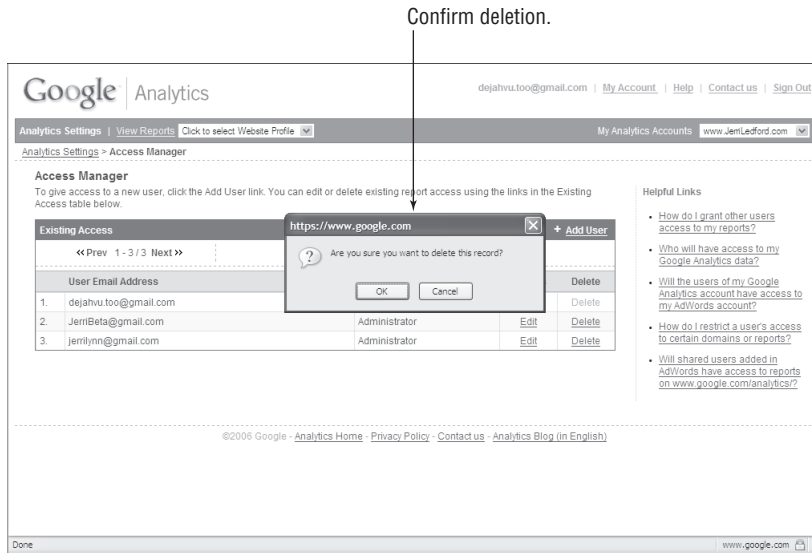 Confirm deletion.
Google Analytics
dejahvu.too@gmail.com | My Account | Help | Contact us | Sign Out
Analytics Settings | View Reports Click to select Website Profile
My Analytics Accounts www.JerriLedford.com
Analytics Settings > Access Manager
Access Manager
To give access to a new user, click the Add User link. You can edit or delete existing report access using the links in the Existing
Access table below.
Existing Access
+ Add User
‹‹ Prev 1 - 3 / 3 Next ››
User Email Address
Delete
1. dejahvu.too@gmail.com Delete
2. JerriBeta@gmail.com Administrator Edit Delete
3. jerrilynn@gmail.com Administrator Edit Delete
https://www.google.com
Are you sure you want to delete this record?
OK Cancel
Helpful Links
• How do I grant other users
access to my reports?
• Who will have access to my
Google Analytics data?
• Will the users of my Google
Analytics account have access to
my AdWords account?
• How do I restrict a user's access
to certain domains or reports?
• Will shared users added in
AdWords have access to reports
on www.google.com/analytics/?
©2006 Google - Analytics Home - Privacy Policy - Contact us - Analytics Blog (in English)
Done
www.google.com